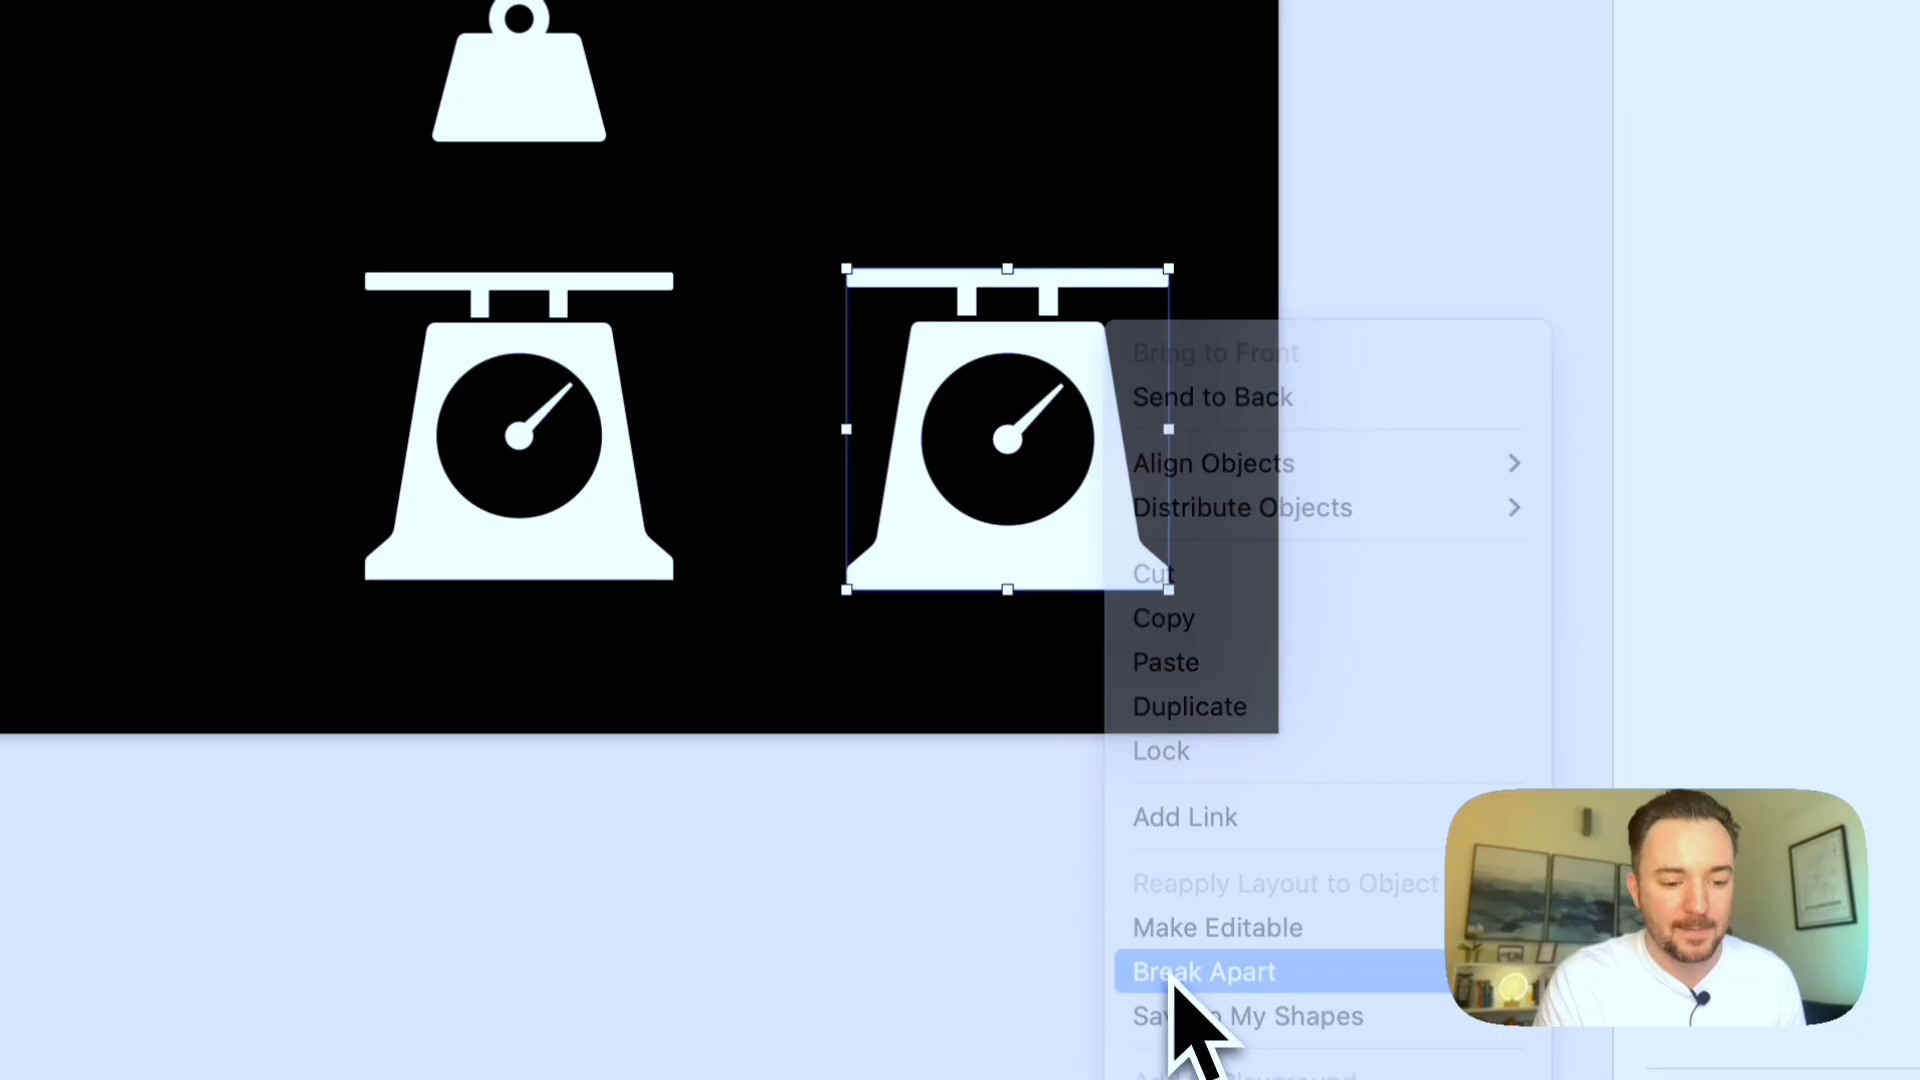 Bring to Front
Send to Back
Align Objects
Distribute Objects
Cut
Copy
Paste
Duplicate
Lock
Add Link
Reapply Layout to Object
Make Editable
Break Apart
My Shapes